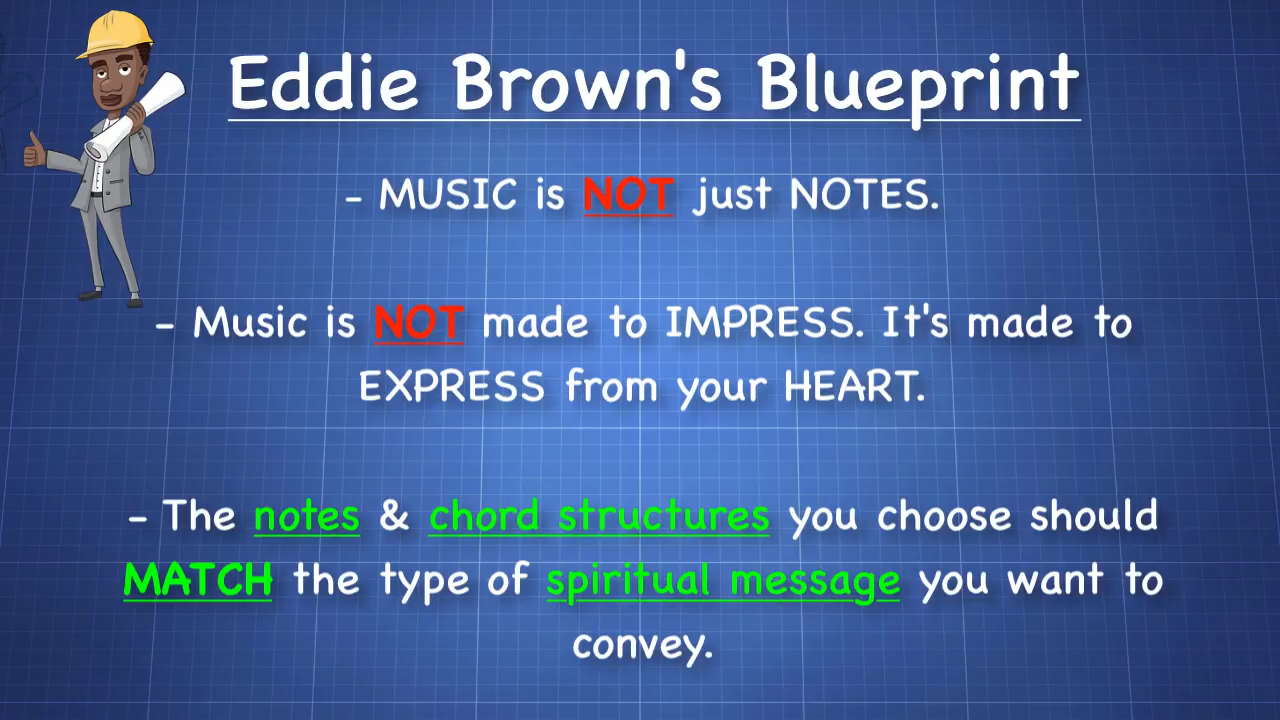 Eddie Brown's Blueprint
- MUSIC is NOT just NOTES.
- Music is NOT made to IMPRESS. It's made to
EXPRESS from your HEART.
- The notes & chord structures you choose should
MATCH the type of spiritual message you want to
convey.